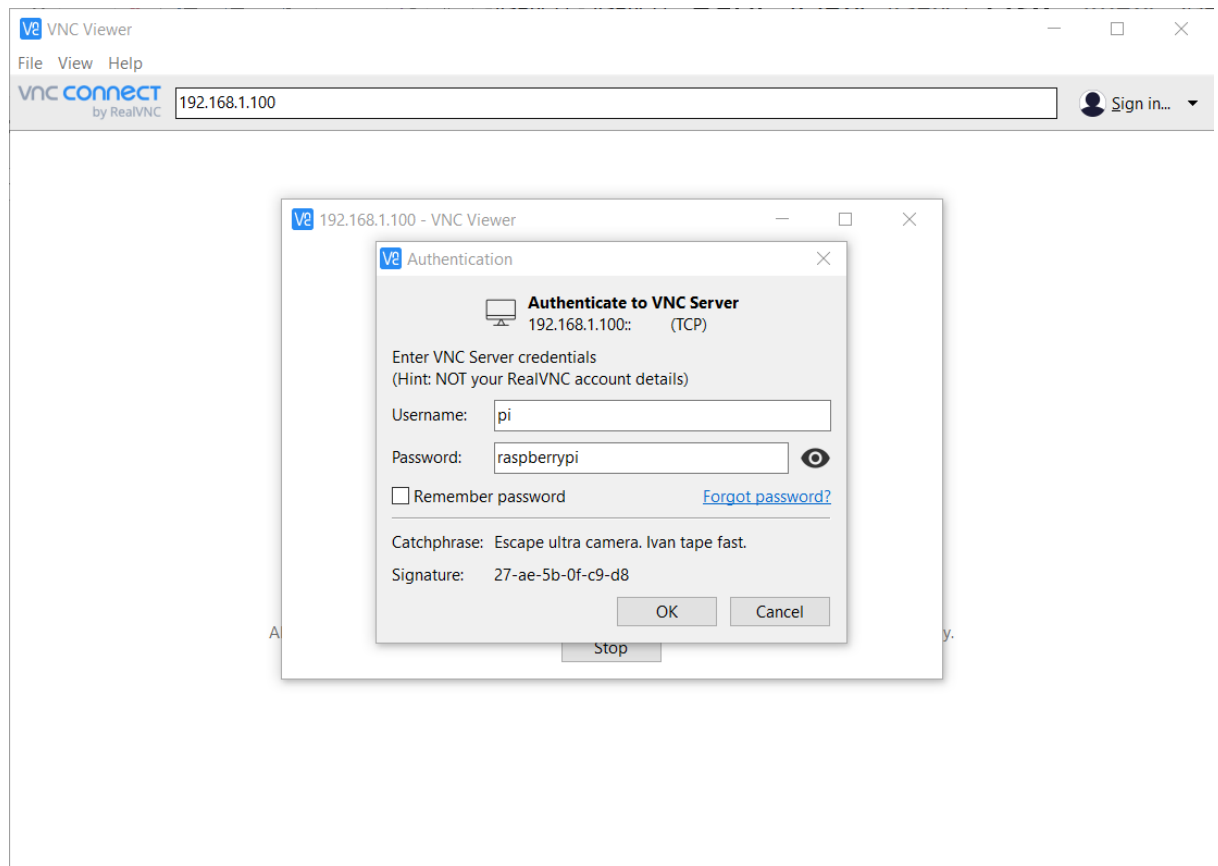 VNC Viewer
File View Help
vnc connect
by RealVNC
192.168.1.100
Sign in...
192.168.1.100 - VNC Viewer
Authentication
Authenticate to VNC Server
192.168.1.100:: (TCP)
Enter VNC Server credentials
(Hint: NOT your RealVNC account details)
Username: pi
Password: raspberrypi
Remember password Forgot password?
Catchphrase: Escape ultra camera. Ivan tape fast.
Signature: 27-ae-5b-0f-c9-d8
OK Cancel
Stop